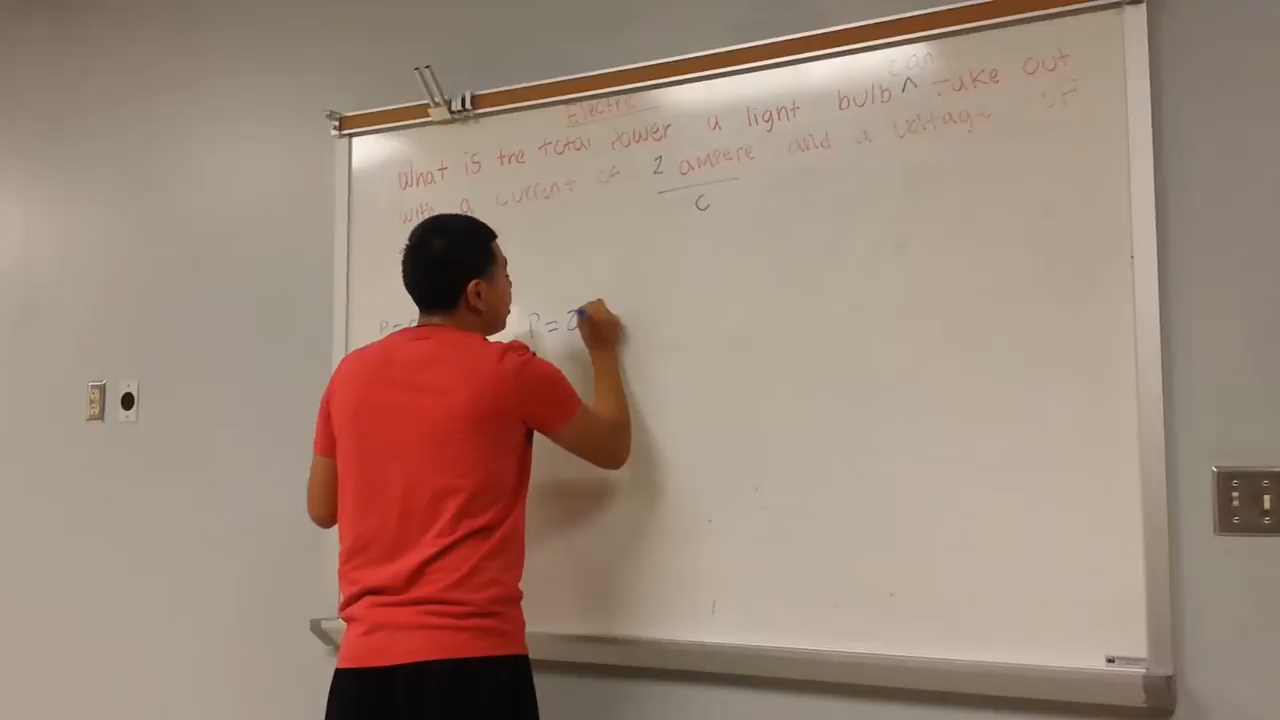 Electric
can
What is the total Power a light bulb ^ take out
with a current of 2 ampere and a voltage of
C
P = 2